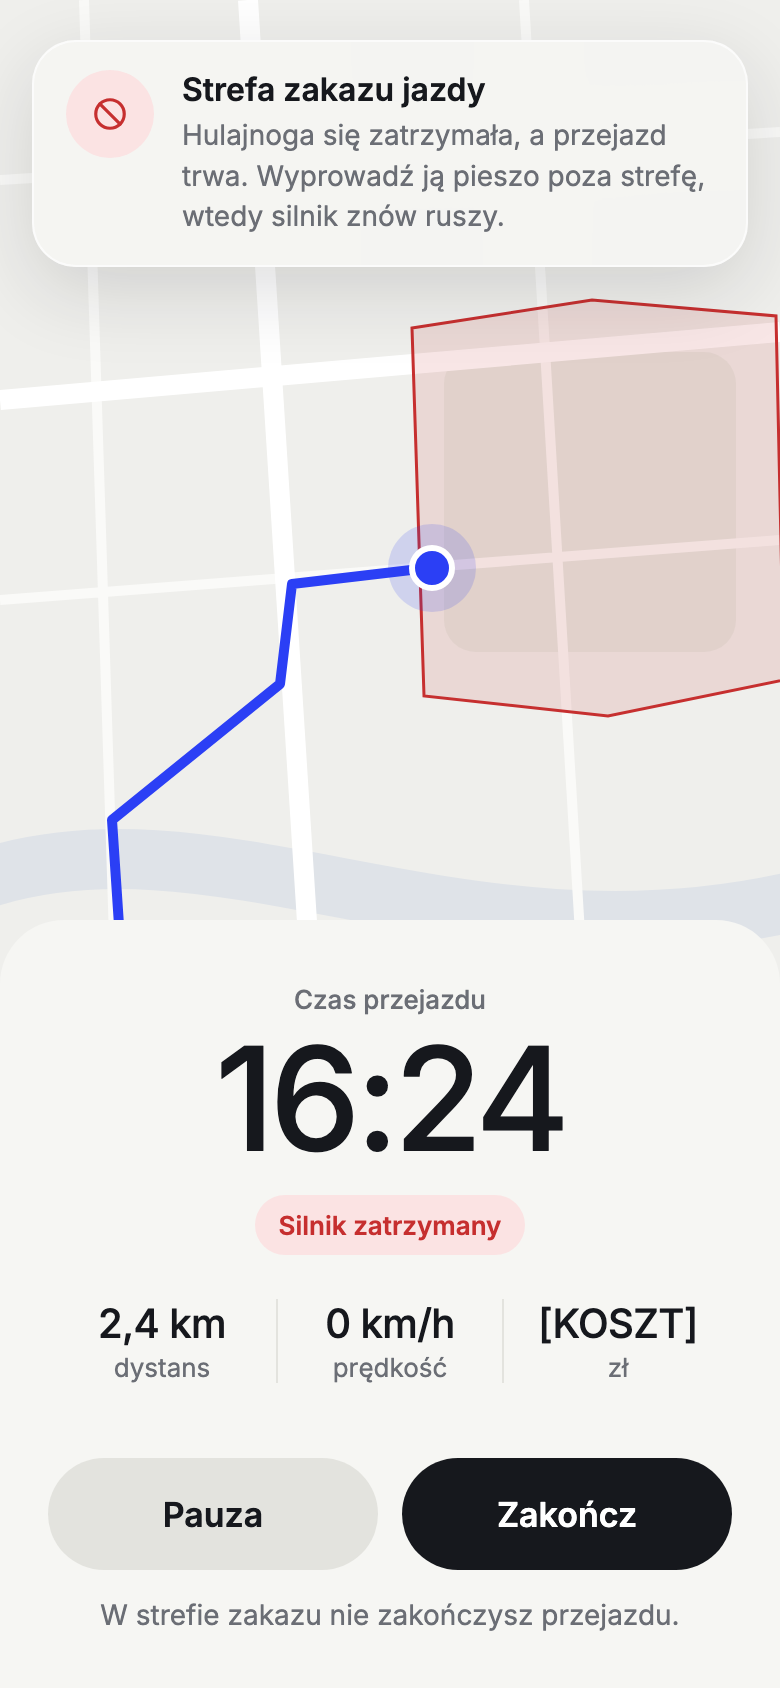 Strefa zakazu jazdy
Hulajnoga się zatrzymała, a przejazd
trwa. Wyprowadź ją pieszo poza strefę,
wtedy silnik znów ruszy.
Czas przejazdu
16:24
Silnik zatrzymany
2,4 km
dystans
0 km/h
prędkość
[KOSZT]
zł
Pauza
Zakończ
W strefie zakazu nie zakończysz przejazdu.